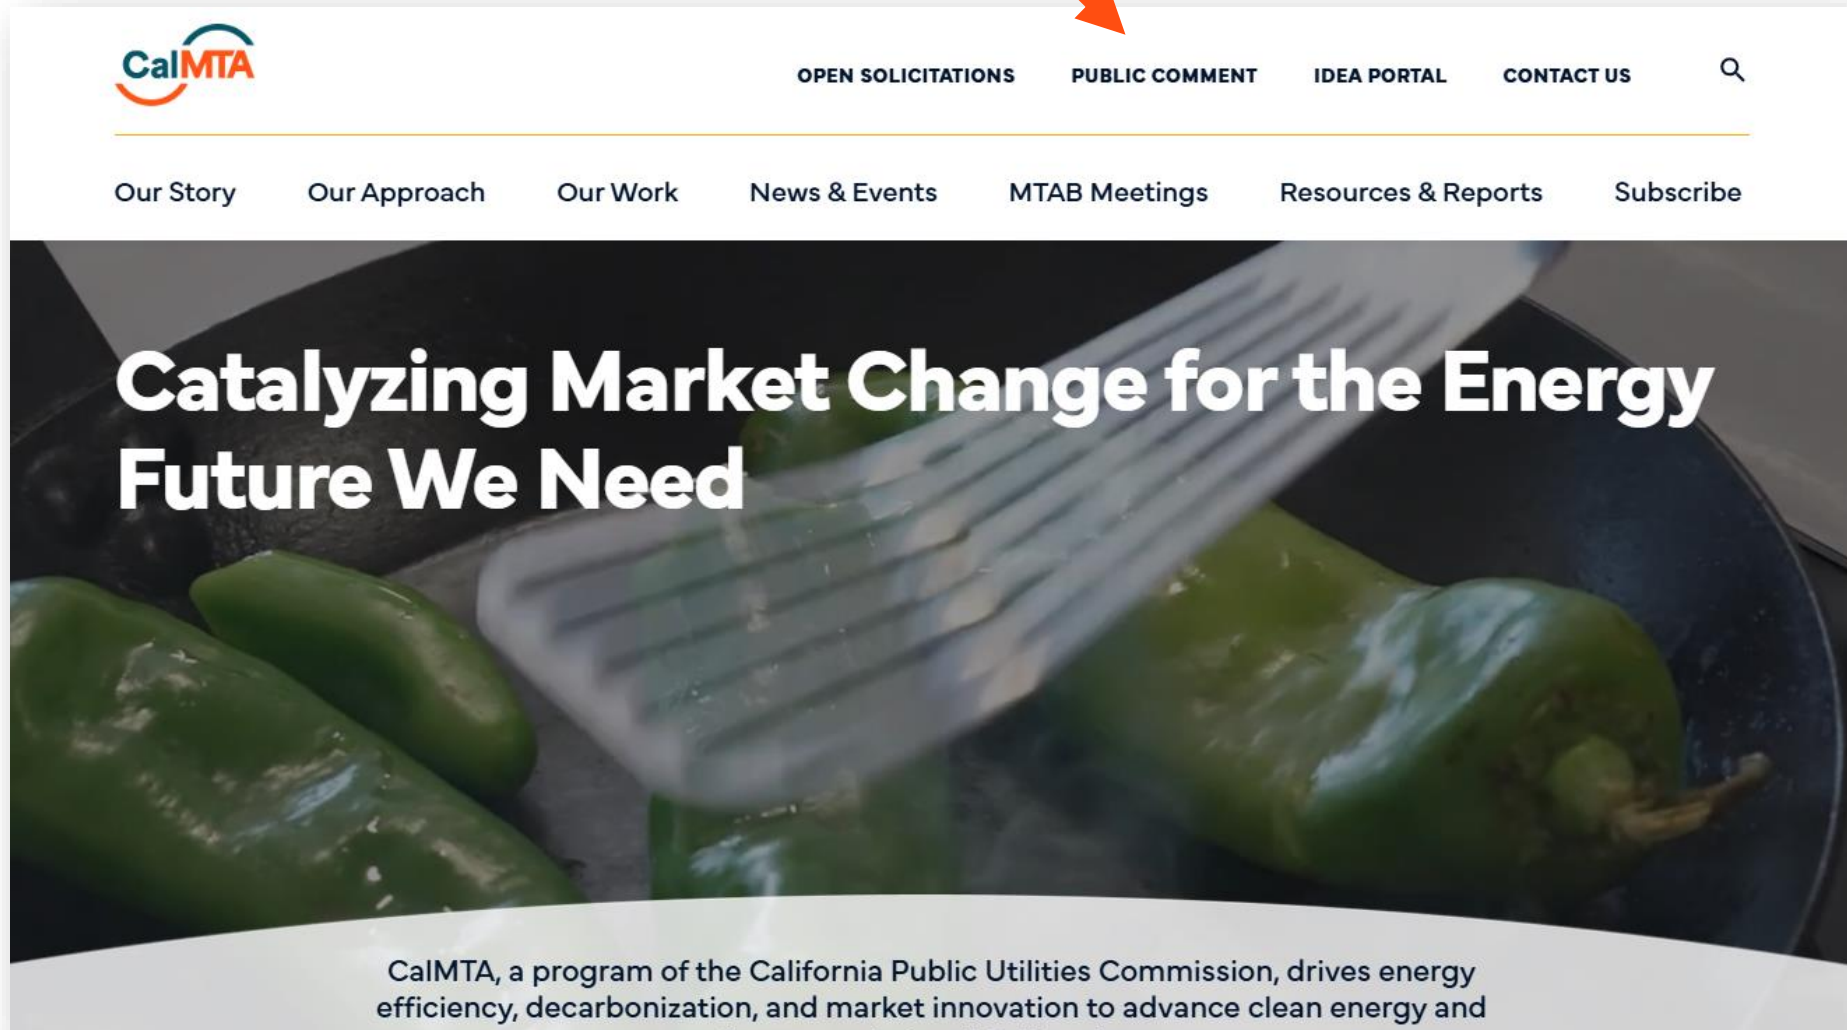 CalMTA
OPEN SOLICITATIONS PUBLIC COMMENT IDEA PORTAL CONTACT US
Our Story Our Approach Our Work News & Events MTAB Meetings Resources & Reports Subscribe
Catalyzing Market Change for the Energy
Future We Need
CalMTA, a program of the California Public Utilities Commission, drives energy
efficiency, decarbonization, and market innovation to advance clean energy and